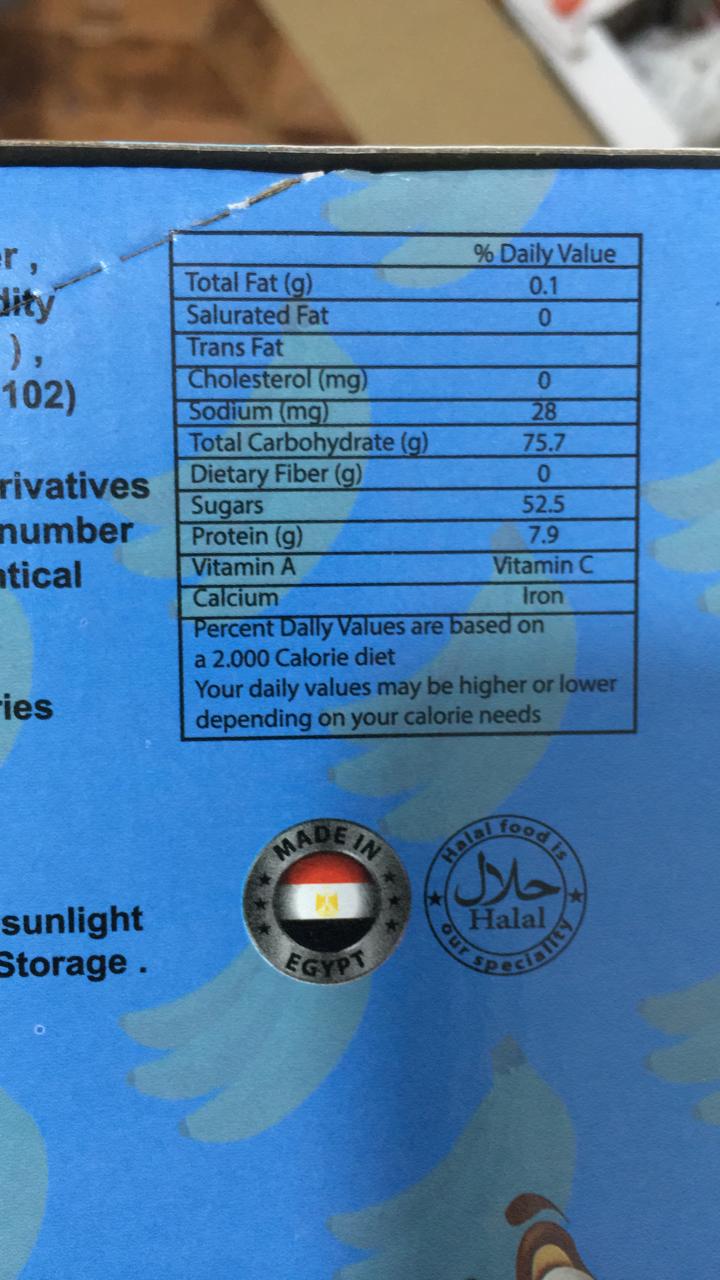 er ,
dity
) ,
102)
rivatives
number
ntical
ries
sunlight
Storage .
% Daily Value
Total Fat (g) 0.1
Salurated Fat 0
Trans Fat
Cholesterol (mg) 0
Sodium (mg) 28
Total Carbohydrate (g) 75.7
Dietary Fiber (g) 0
Sugars 52.5
Protein (g) 7.9
Vitamin A Vitamin C
Calcium Iron
Percent Dally Values are based on
a 2.000 Calorie diet
Your daily values may be higher or lower
depending on your calorie needs
MADE IN
EGYPT
Halal food is
حلال
Halal
our speciality